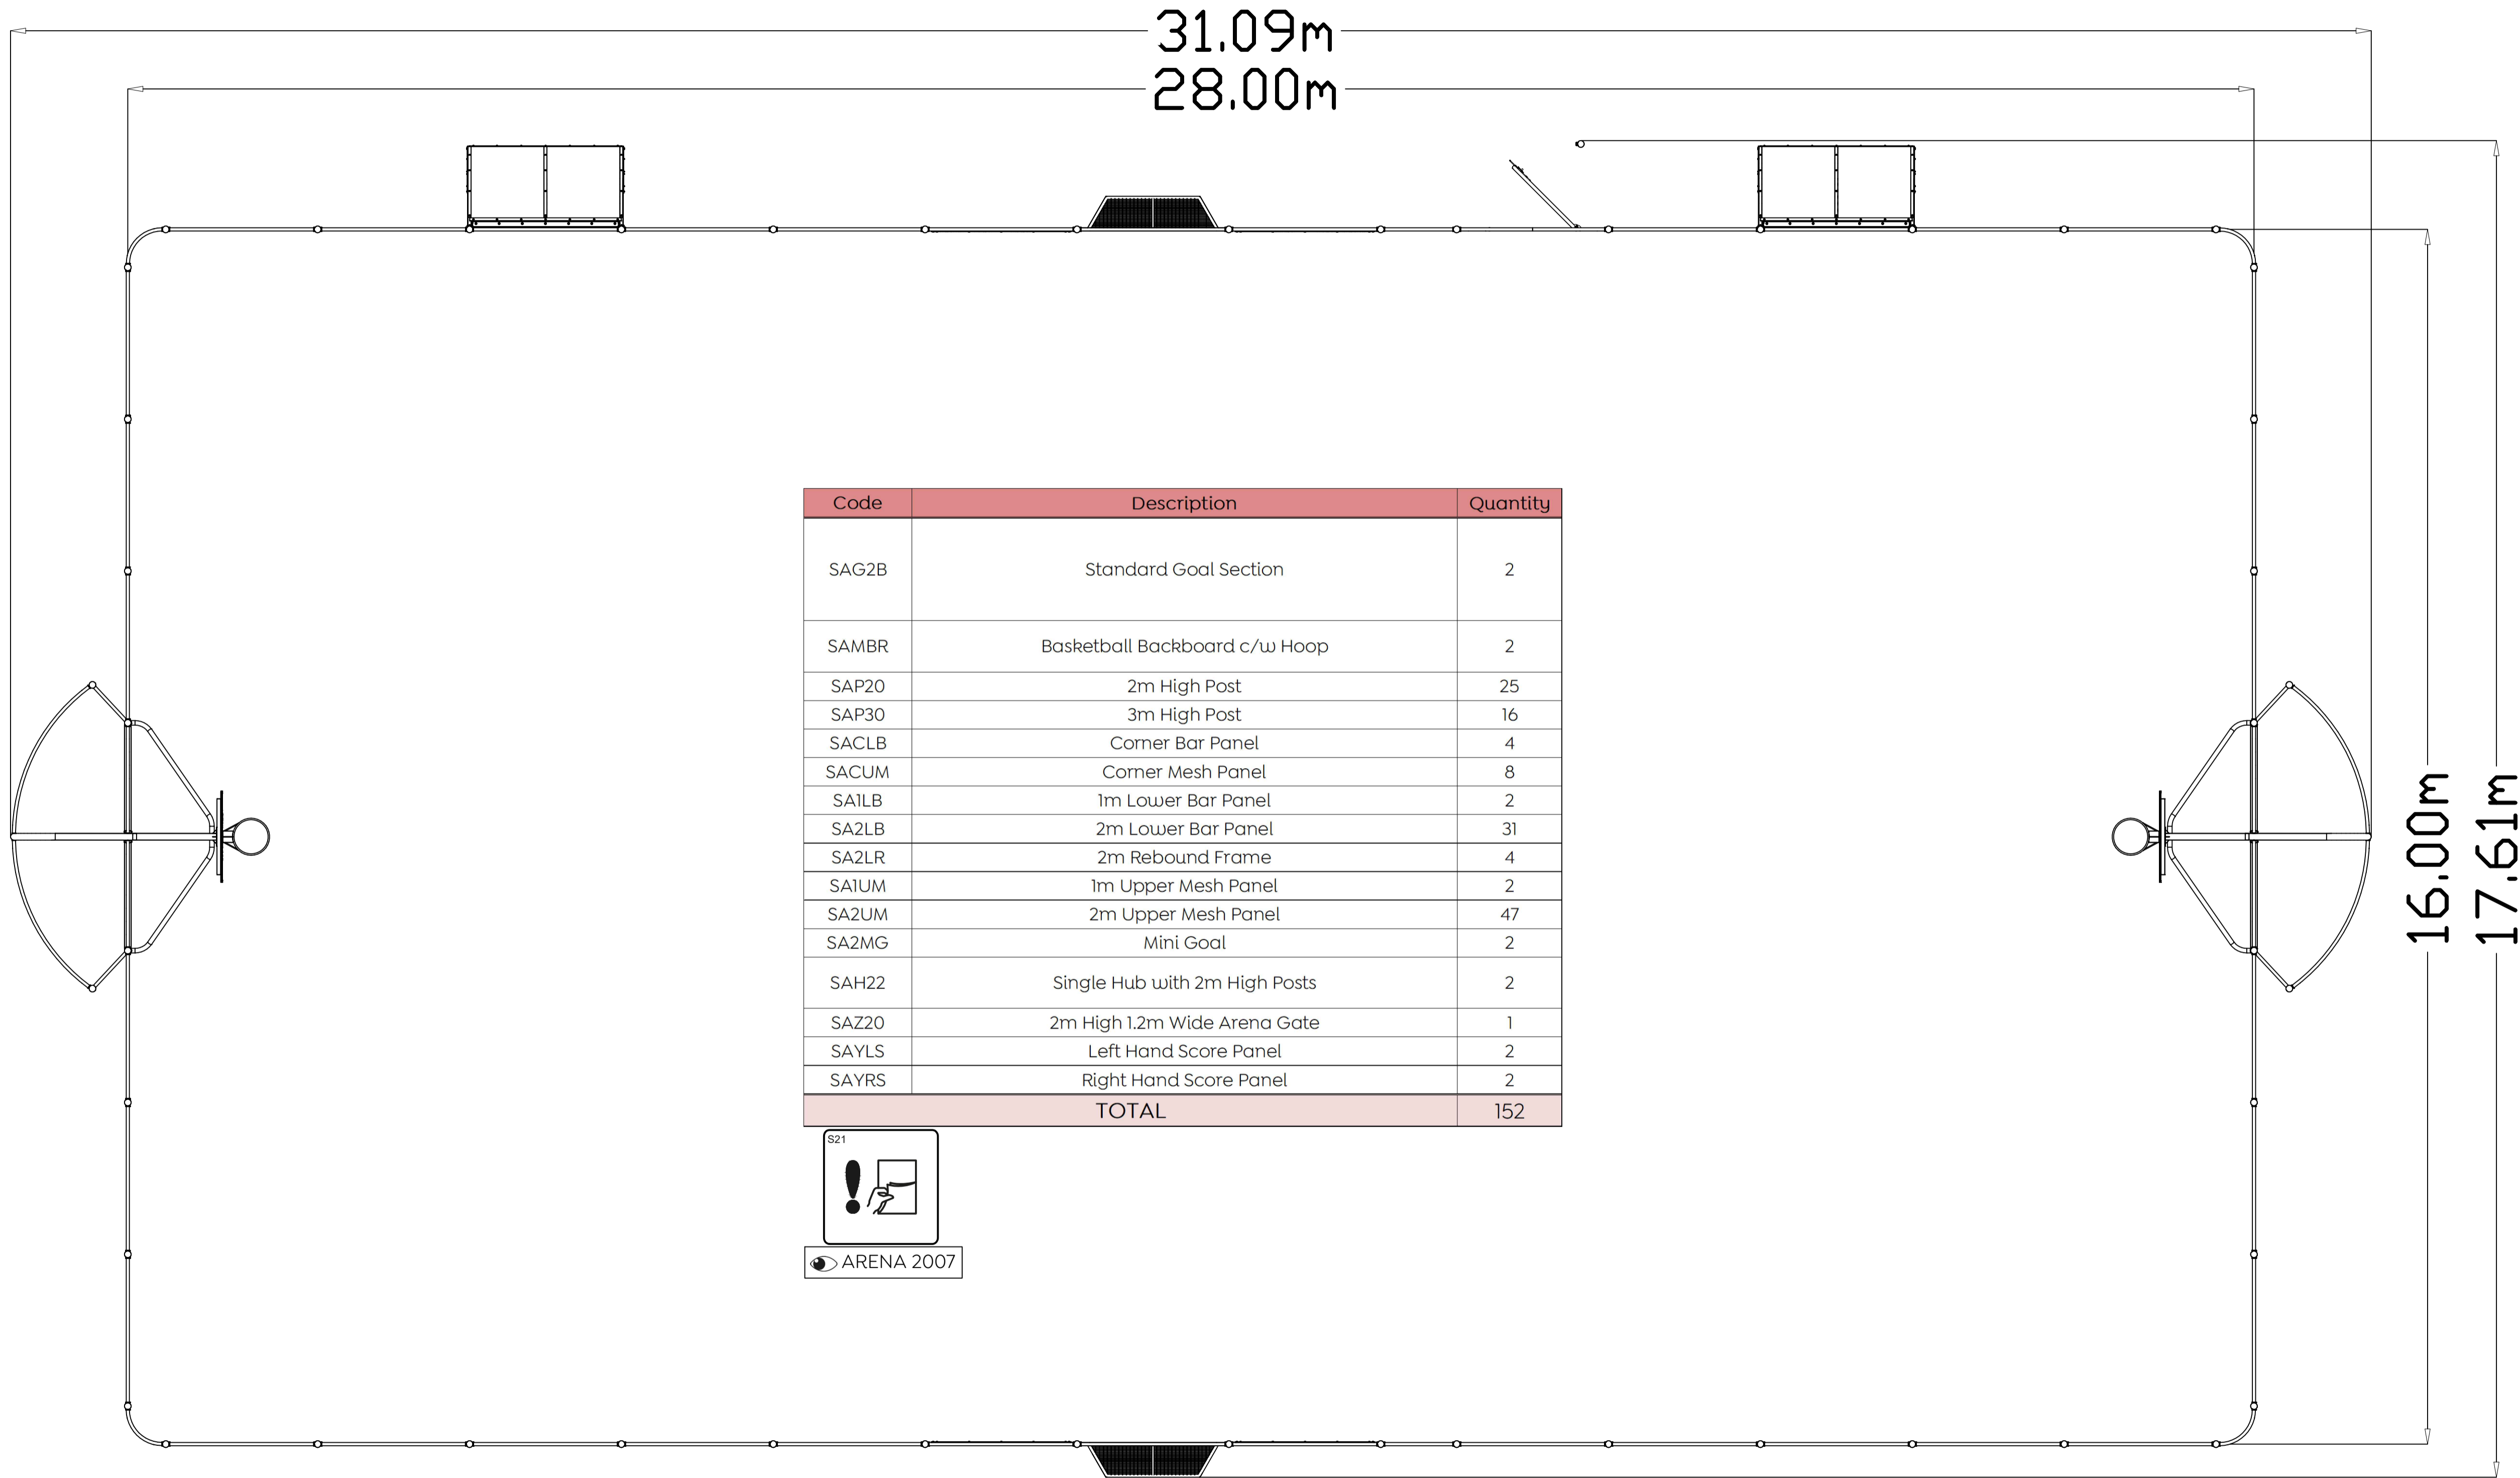 31.09m
28.00m
Code Description Quantity
SAG2B Standard Goal Section 2
SAMBR Basketball Backboard c/w Hoop 2
SAP20 2m High Post 25
SAP30 3m High Post 16
SACLB Corner Bar Panel 4
SACUM Corner Mesh Panel 8
SA1LB 1m Lower Bar Panel 2
SA2LB 2m Lower Bar Panel 31
SA2LR 2m Rebound Frame 4
SA1UM 1m Upper Mesh Panel 2
SA2UM 2m Upper Mesh Panel 47
SA2MG Mini Goal 2
SAH22 Single Hub with 2m High Posts 2
SAZ20 2m High 1.2m Wide Arena Gate 1
SAYLS Left Hand Score Panel 2
SAYRS Right Hand Score Panel 2
TOTAL 152
S21
ARENA 2007
16.00m
17.61m